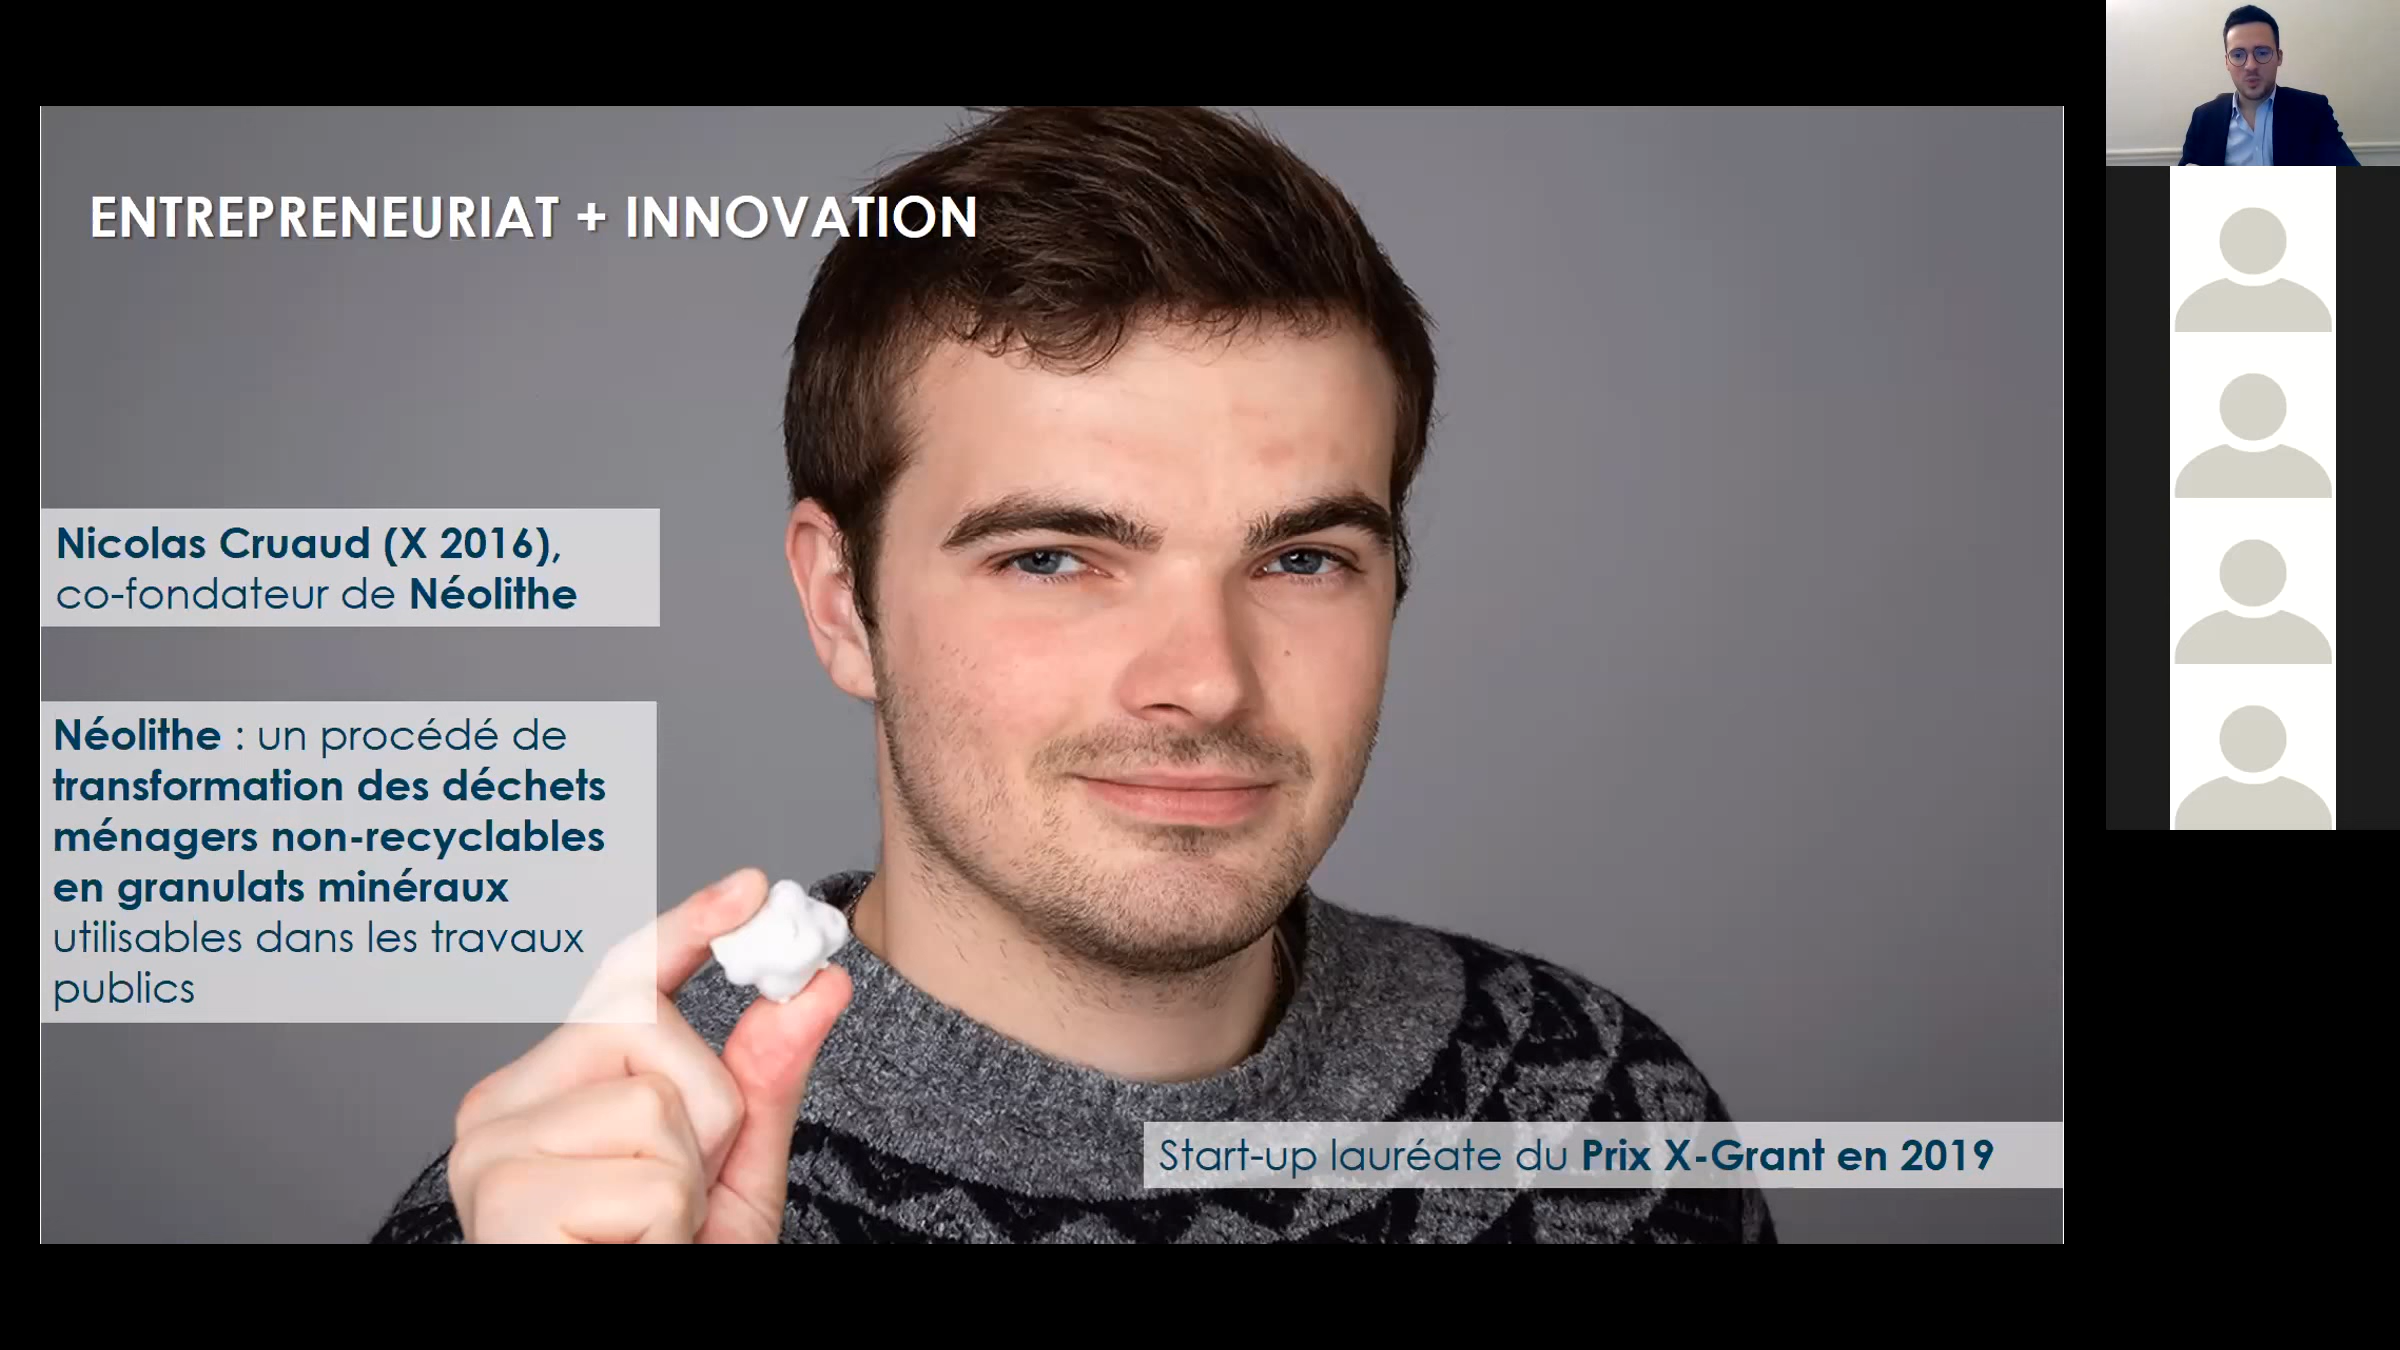 ENTREPRENEURIAT + INNOVATION
Nicolas Cruaud (X 2016),
co-fondateur de Néolithe
Néolithe : un procédé de
transformation des déchets
ménagers non-recyclables
en granulats minéraux
utilisables dans les travaux
publics
Start-up lauréate du Prix X-Grant en 2019